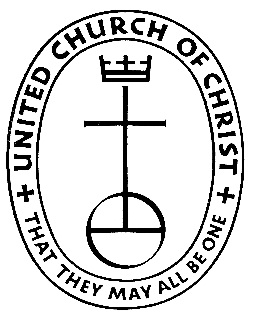 UNITED CHURCH OF CHRIST
THAT THEY MAY ALL BE ONE